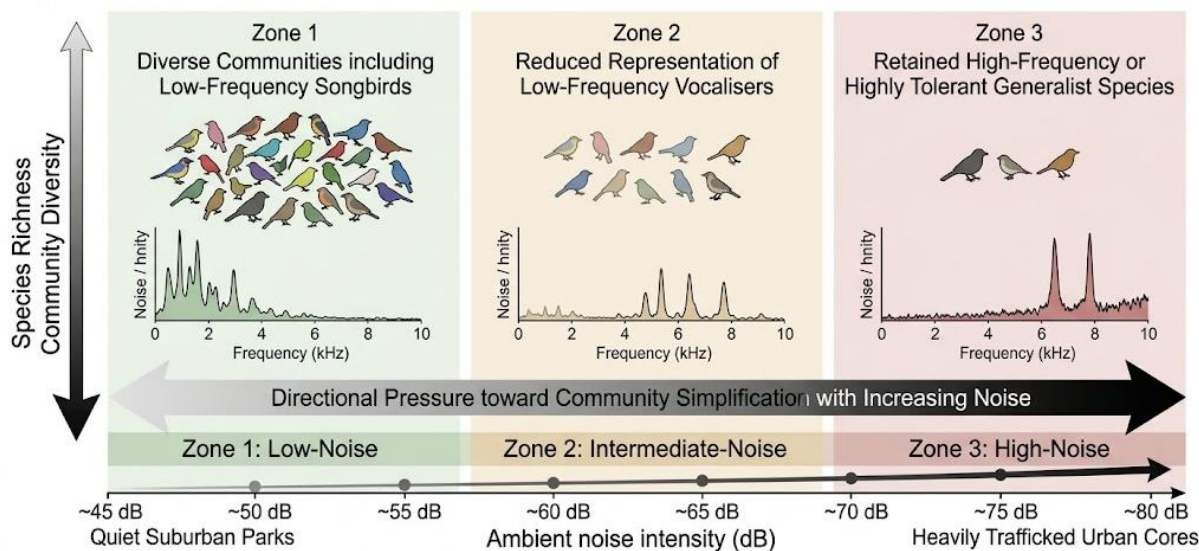 Zone 1
Diverse Communities including
Low-Frequency Songbirds
Zone 2
Reduced Representation of
Low-Frequency Vocalisers
Zone 3
Retained High-Frequency or
Highly Tolerant Generalist Species
Species Richness
Community Diversity
Noise / hnity
0 2 4 6 8 10
Frequency (kHz)
Noise / hnity
0 2 4 6 8 10
Frequency (kHz)
Noise / hnity
0 2 4 6 8 10
Frequency (kHz)
Directional Pressure toward Community Simplification with Increasing Noise
Zone 1: Low-Noise
Zone 2: Intermediate-Noise
Zone 3: High-Noise
~45 dB ~50 dB ~55 dB ~60 dB ~65 dB ~70 dB ~75 dB ~80 dB
Quiet Suburban Parks
Ambient noise intensity (dB)
Heavily Trafficked Urban Cores